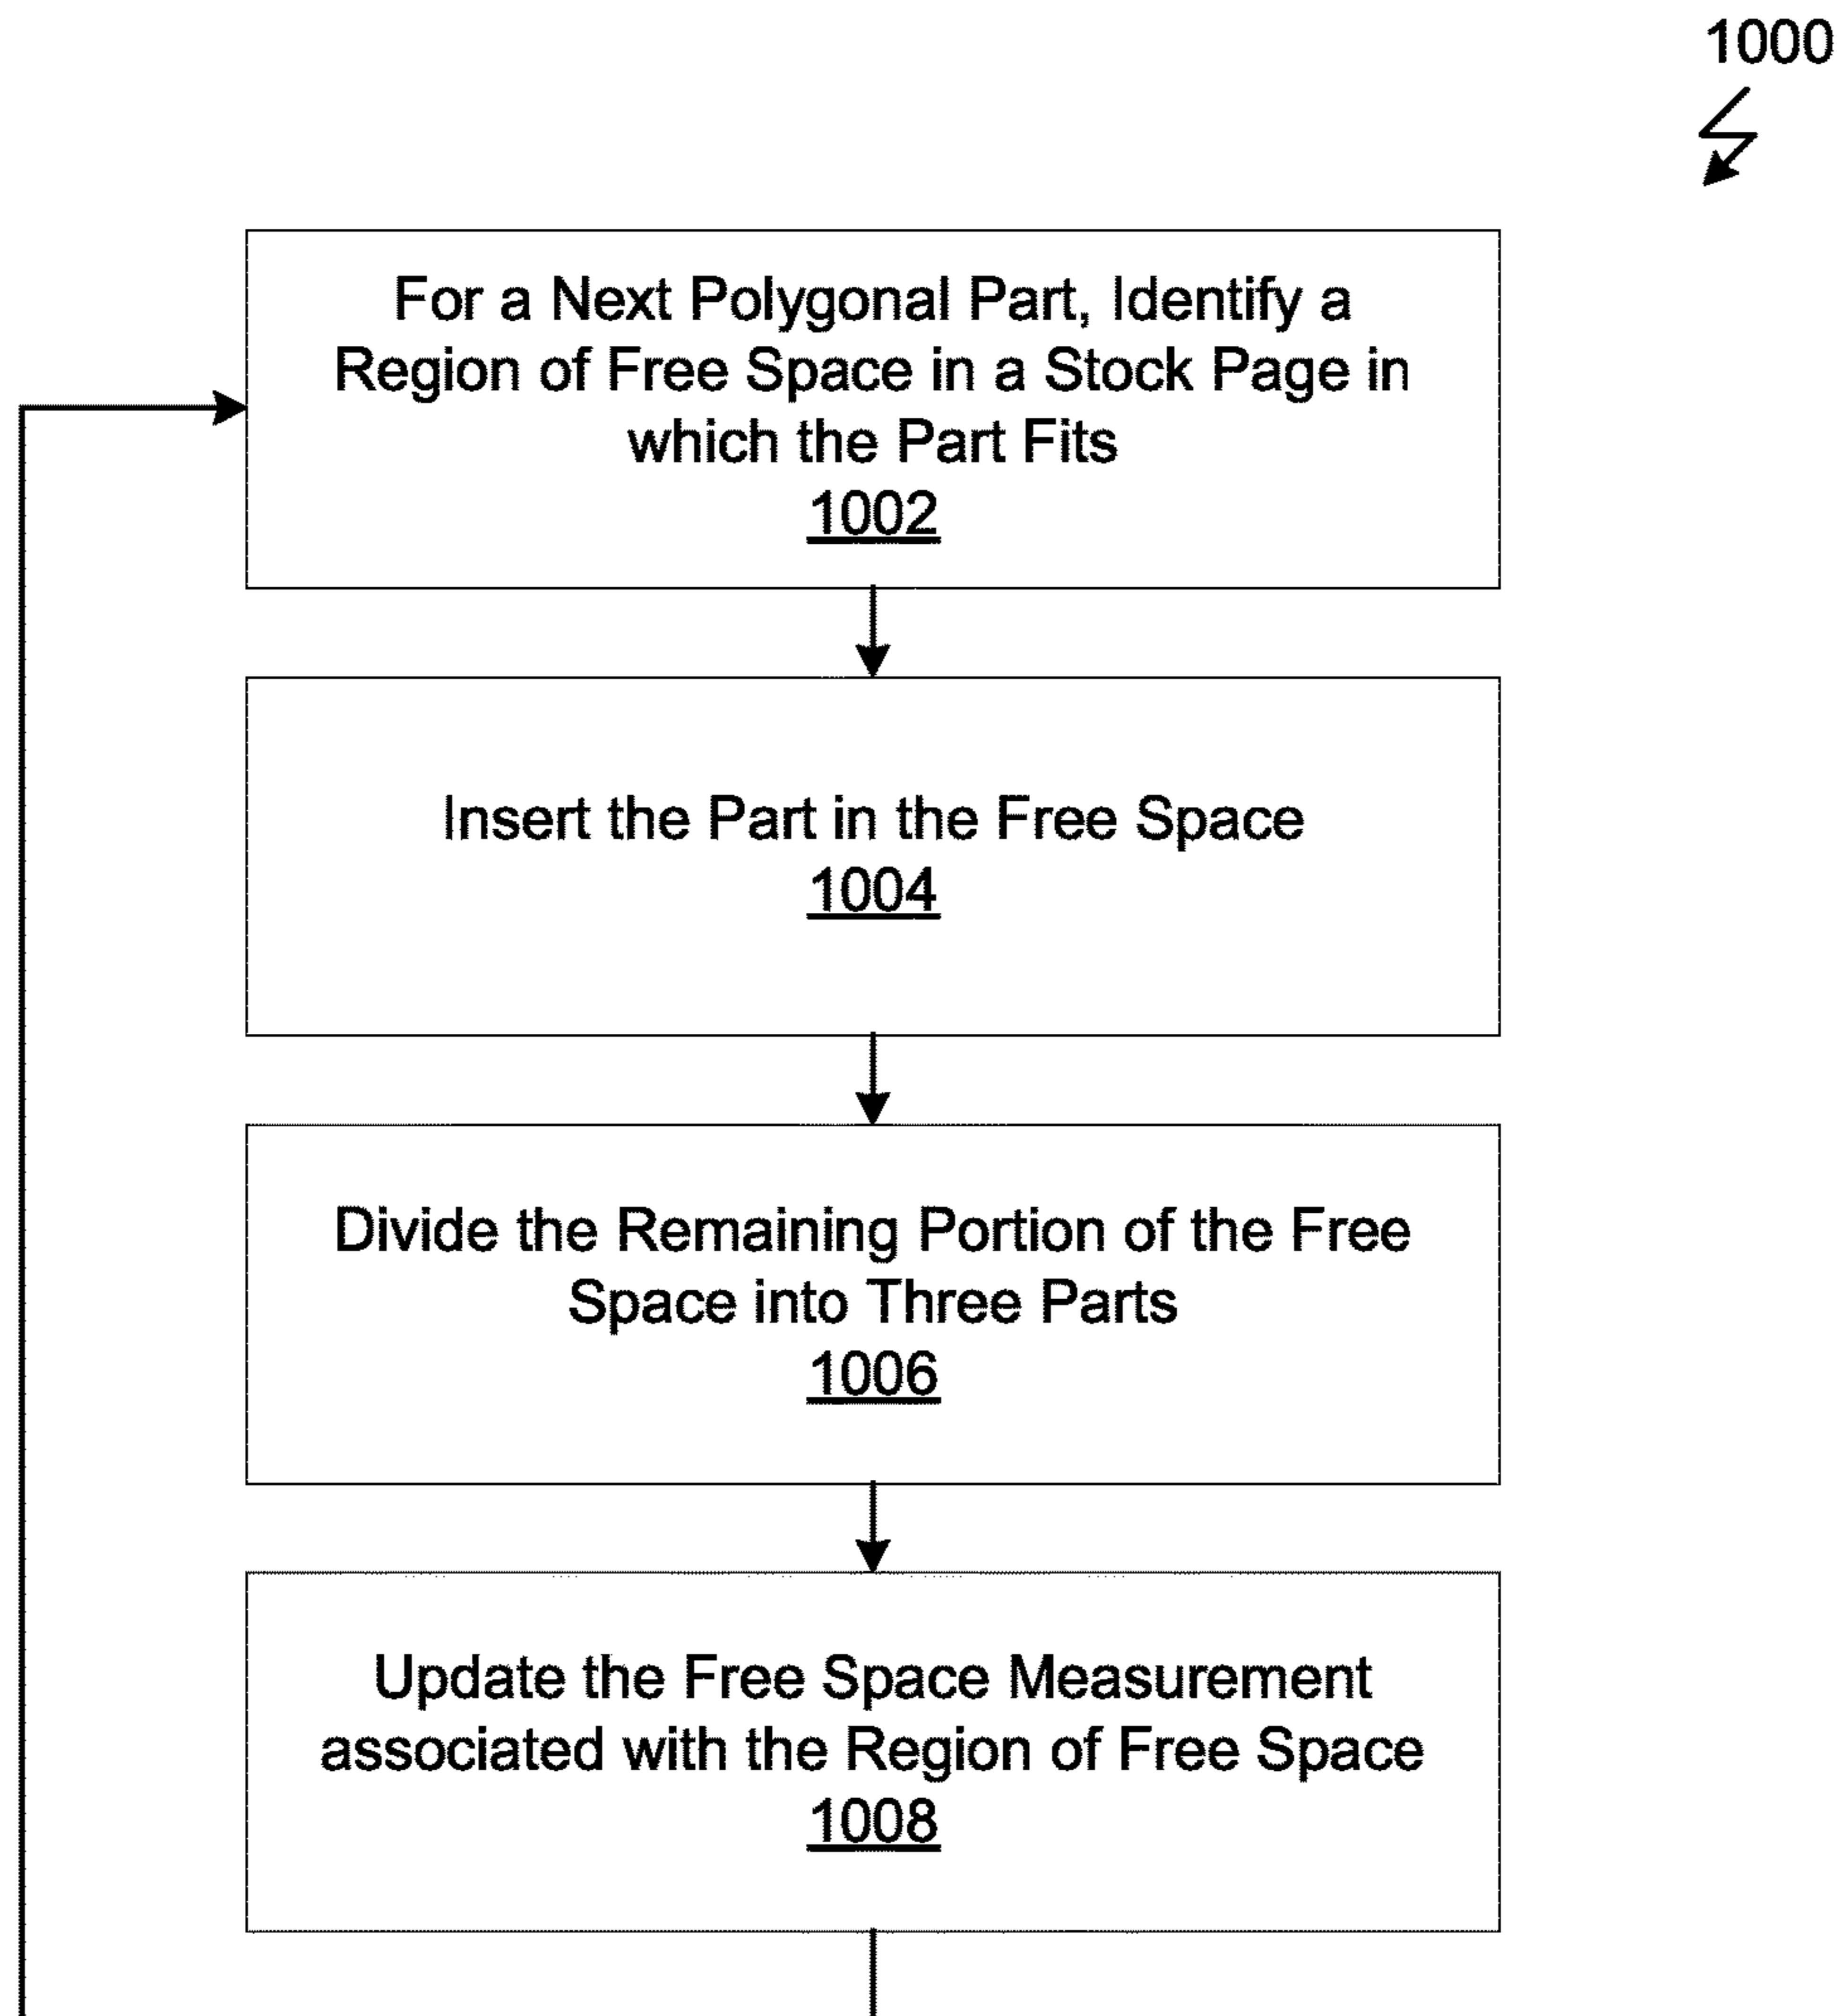 1000
For a Next Polygonal Part, Identify a
Region of Free Space in a Stock Page in
which the Part Fits
1002
Insert the Part in the Free Space
1004
Divide the Remaining Portion of the Free
Space into Three Parts
1006
Update the Free Space Measurement
associated with the Region of Free Space
1008